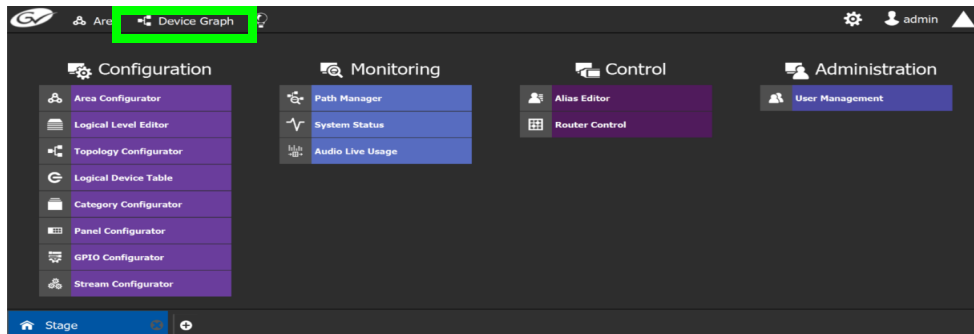 GV Are Device Graph admin
Configuration Monitoring Control Administration
Area Configurator Path Manager Alias Editor User Management
Logical Level Editor System Status Router Control
Topology Configurator Audio Live Usage
Logical Device Table
Category Configurator
Panel Configurator
GPIO Configurator
Stream Configurator
Stage